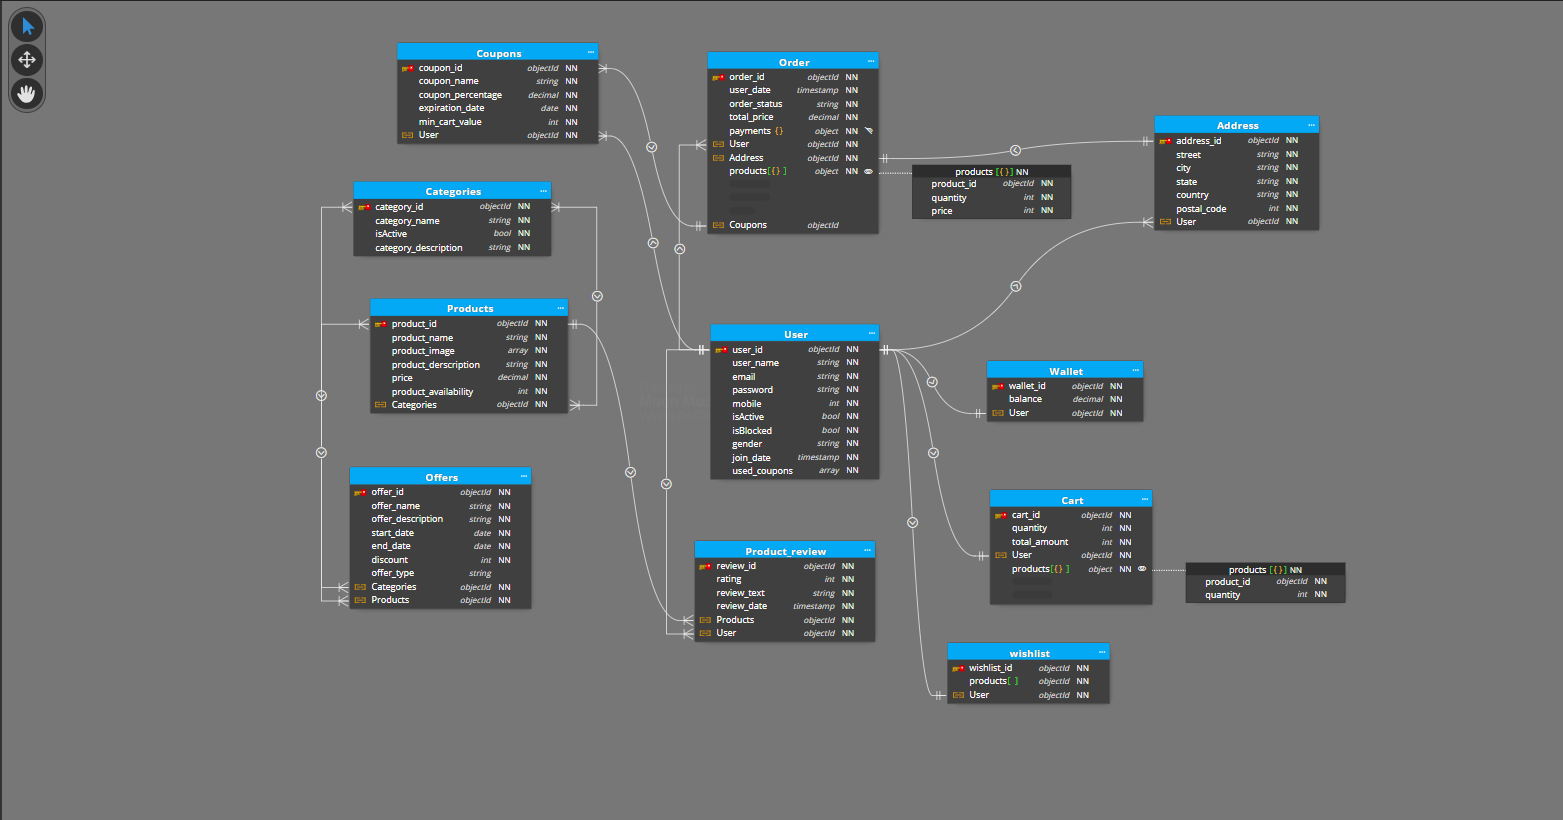 Coupons ...
coupon_id objectId NN
coupon_name string NN
coupon_percentage decimal NN
expiration_date date NN
min_cart_value int NN
User objectId NN
Order ...
order_id objectId NN
user_date timestamp NN
order_status string NN
total_price decimal NN
payments {} object NN
User objectId NN
Address objectId NN
products[{} ] object NN
Coupons objectId
products [{}] NN
product_id objectId NN
quantity int NN
price int NN
Address ...
address_id objectId NN
street string NN
city string NN
state string NN
country string NN
postal_code int NN
User objectId NN
Categories ...
category_id objectId NN
category_name string NN
isActive bool NN
category_description string NN
Products ...
product_id objectId NN
product_name string NN
product_image array NN
product_derscription string NN
price decimal NN
product_availability int NN
Categories objectId NN
User ...
user_id objectId NN
user_name string NN
email string NN
password string NN
mobile int NN
isActive bool NN
isBlocked bool NN
gender string NN
join_date timestamp NN
used_coupons array NN
Wallet ...
wallet_id objectId NN
balance decimal NN
User objectId NN
Offers ...
offer_id objectId NN
offer_name string NN
offer_description string NN
start_date date NN
end_date date NN
discount int NN
offer_type string
Categories objectId NN
Products objectId NN
Product_review ...
review_id objectId NN
rating int NN
review_text string NN
review_date timestamp NN
Products objectId NN
User objectId NN
Cart ...
cart_id objectId NN
quantity int NN
total_amount int NN
User objectId NN
products[{} ] object NN
products [{}] NN
product_id objectId NN
quantity int NN
wishlist ...
wishlist_id objectId NN
products[ ] objectId NN
User objectId NN